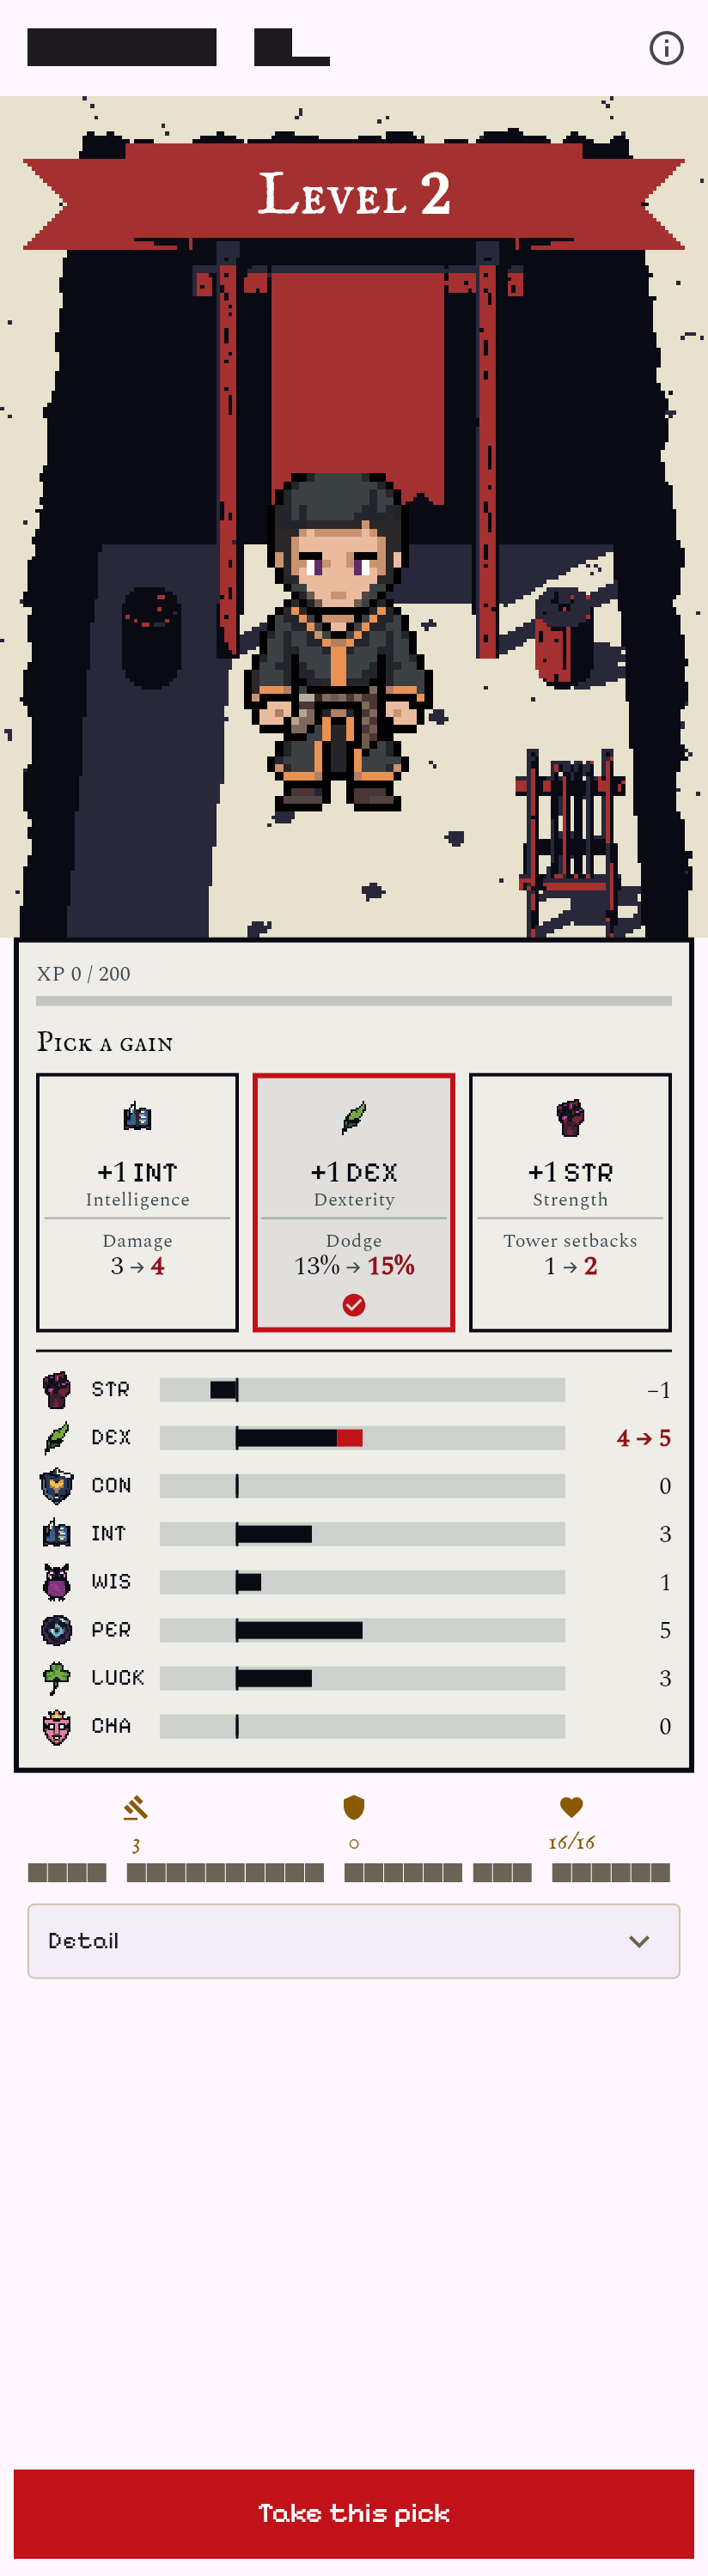 Level 2
XP 0 / 200
Pick a gain
+1 INT
Intelligence
Damage
3 → 4
+1 DEX
Dexterity
Dodge
13% → 15%
+1 STR
Strength
Tower setbacks
1 → 2
STR −1
DEX 4 → 5
CON 0
INT 3
WIS 1
PER 5
LUCK 3
CHA 0
3 0 16/16
Detail
Take this pick